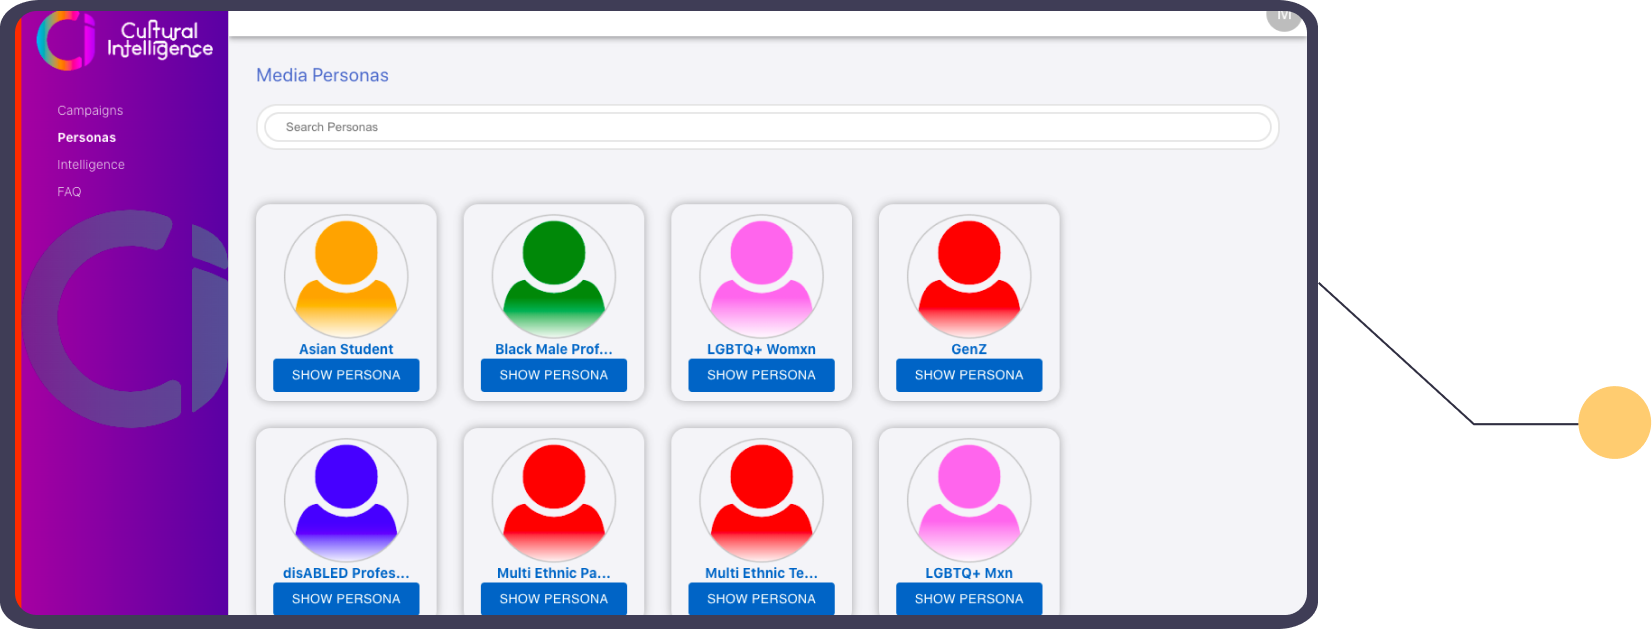 Cultural
Intelligence
M
Campaigns
Personas
Intelligence
FAQ
Media Personas
Search Personas
Asian Student
SHOW PERSONA
Black Male Prof...
SHOW PERSONA
LGBTQ+ Womxn
SHOW PERSONA
GenZ
SHOW PERSONA
disABLED Profes...
SHOW PERSONA
Multi Ethnic Pa...
SHOW PERSONA
Multi Ethnic Te...
SHOW PERSONA
LGBTQ+ Mxn
SHOW PERSONA